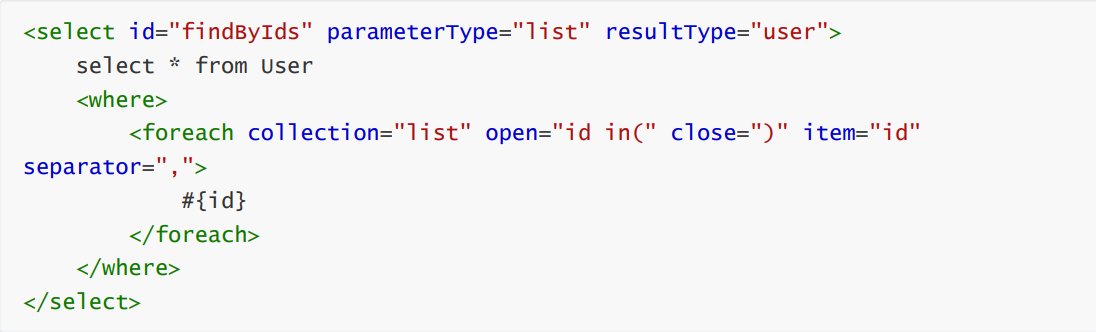 <select id="findByIds" parameterType="list" resultType="user">
    select * from User
    <where>
        <foreach collection="list" open="id in(" close=")" item="id"
separator=",">
            #{id}
        </foreach>
    </where>
</select>